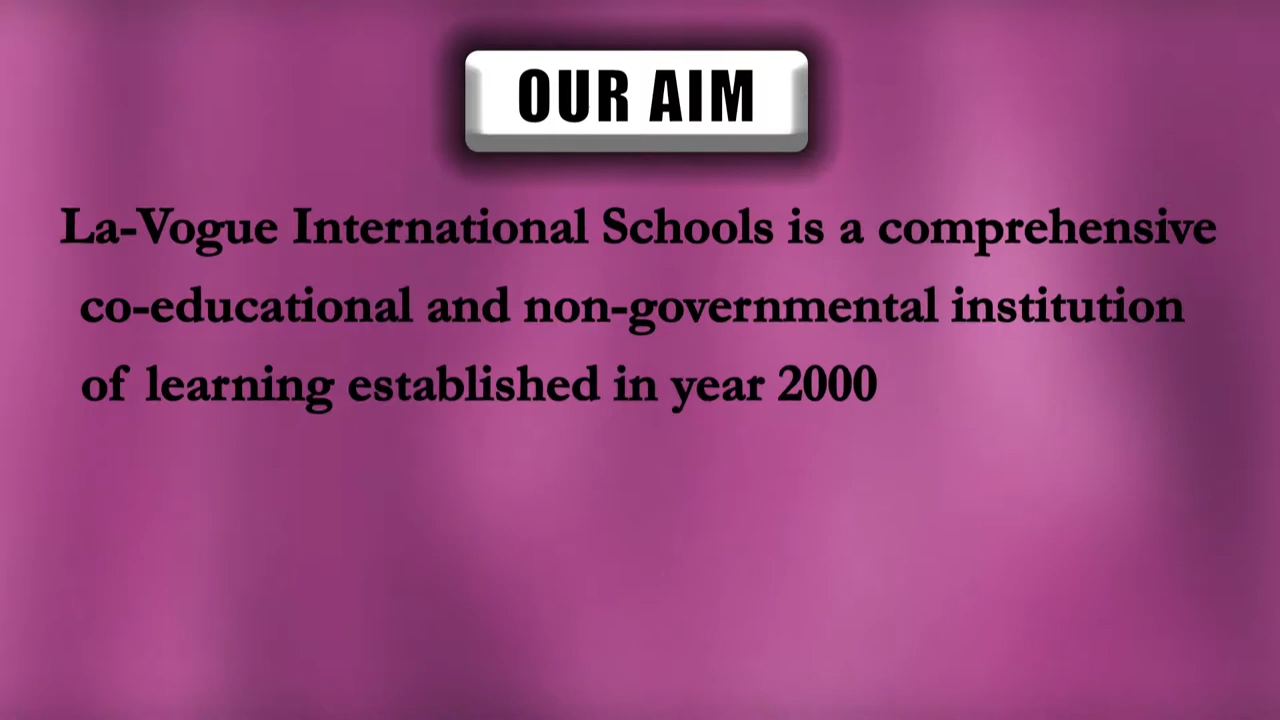 OUR AIM
La-Vogue International Schools is a comprehensive
co-educational and non-governmental institution
of learning established in year 2000